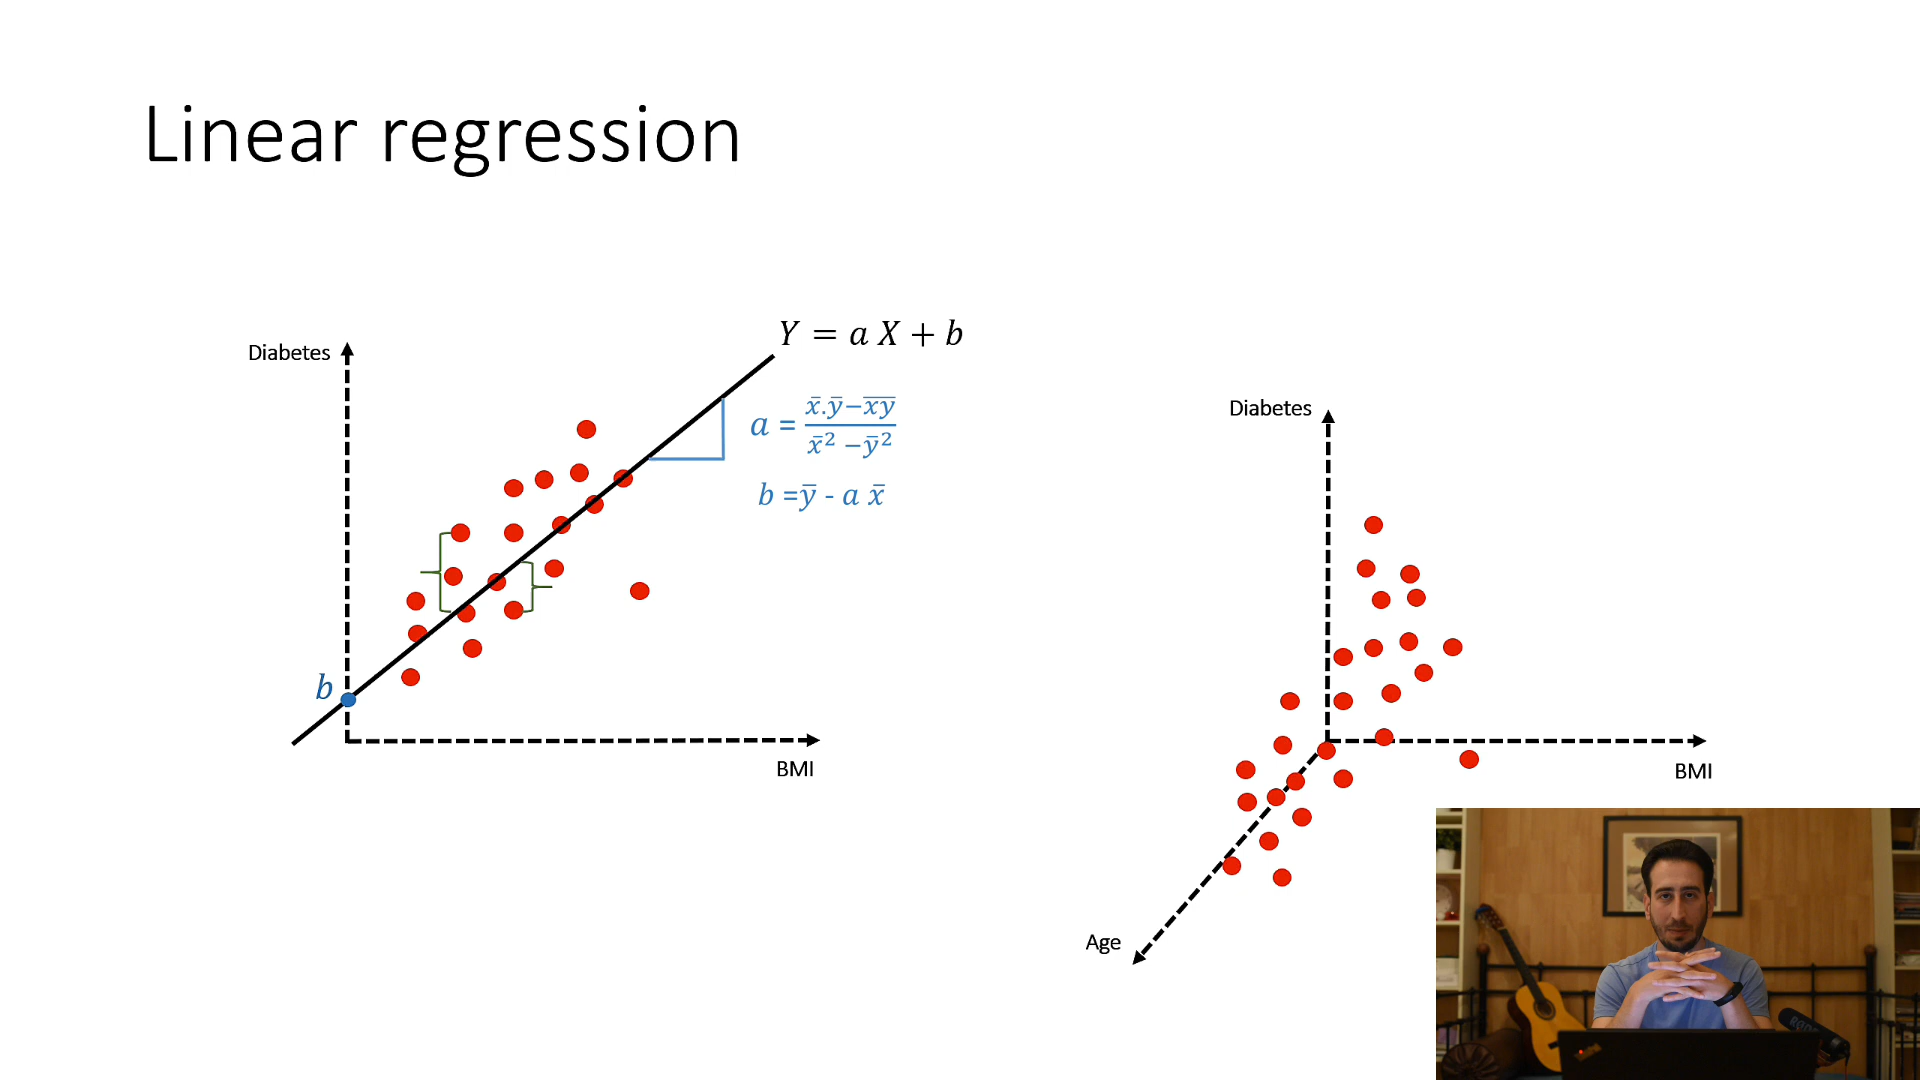 Linear regression
Y = a X + b
Diabetes
a = x̄.ȳ−x̄ȳ / x̄² −ȳ²
b =ȳ - a x̄
b
BMI
Diabetes
BMI
Age